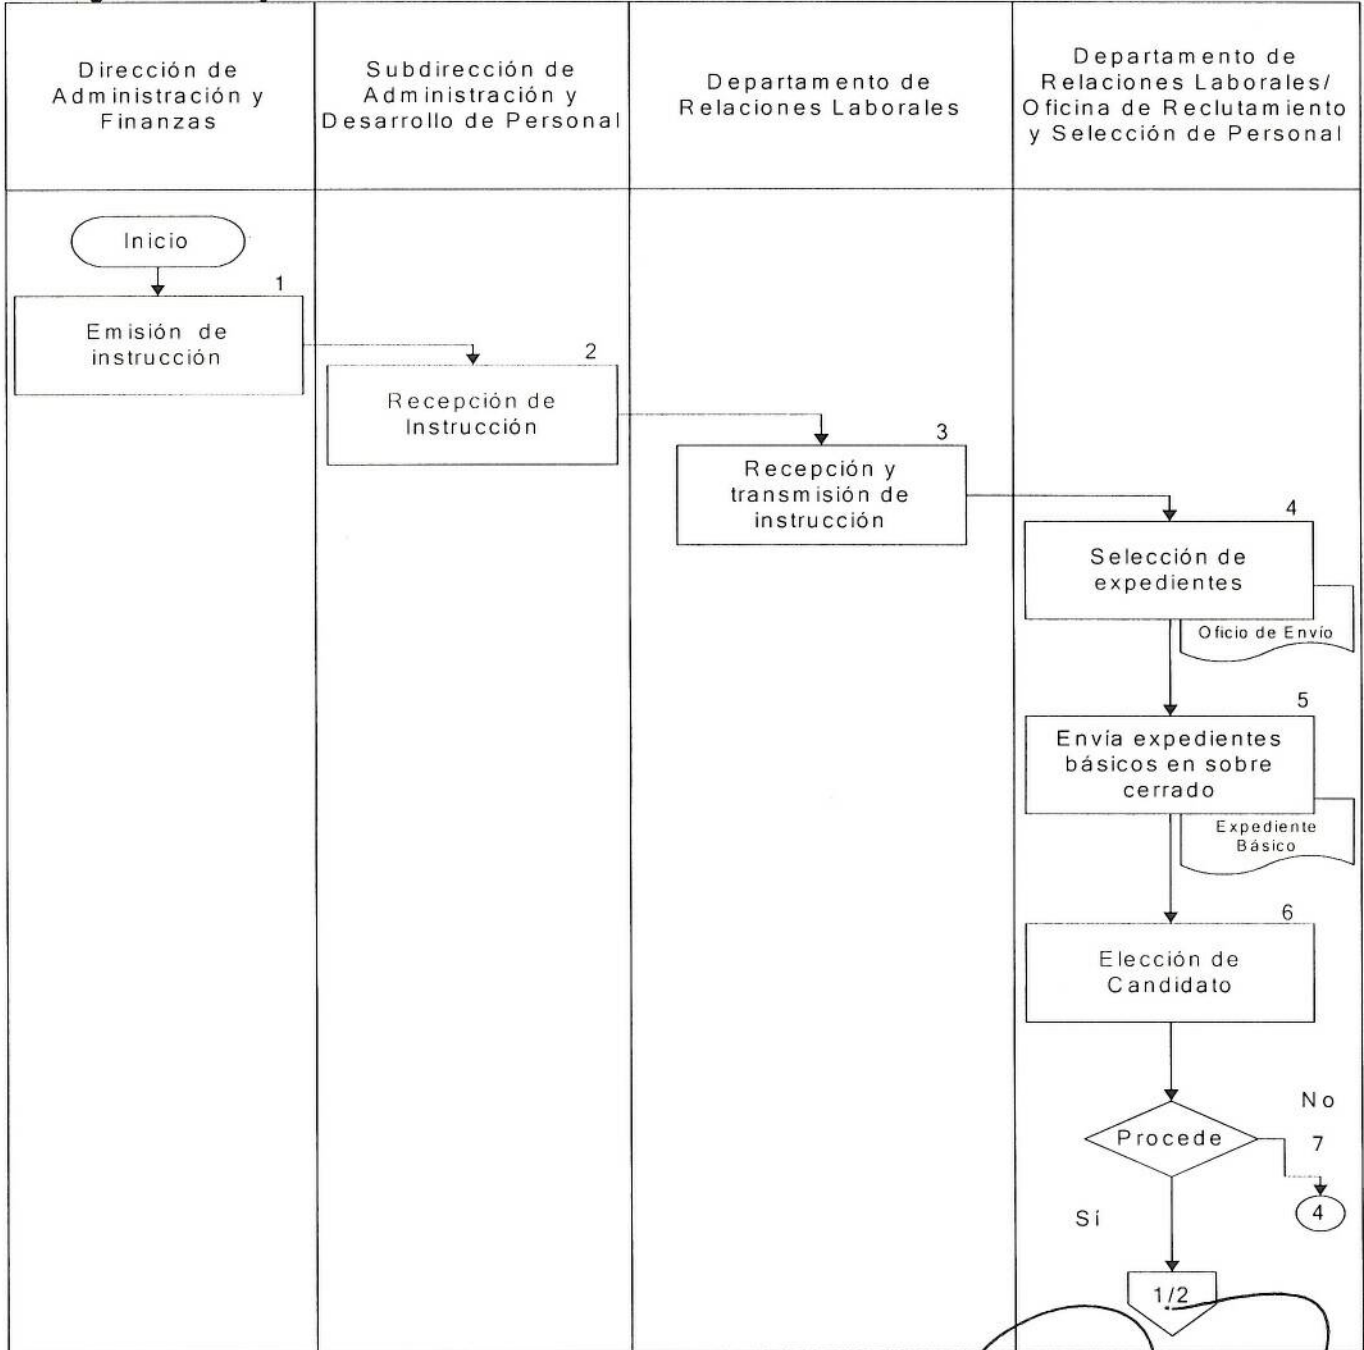 Dirección de
Administración y
Finanzas
Subdirección de
Administración y
Desarrollo de Personal
Departamento de
Relaciones Laborales
Departamento de
Relaciones Laborales/
Oficina de Reclutamiento
y Selección de Personal
Inicio
1
Emisión de
instrucción
2
Recepción de
Instrucción
3
Recepción y
transmisión de
instrucción
4
Selección de
expedientes
Oficio de Envío
5
Envía expedientes
básicos en sobre
cerrado
Expediente
Básico
6
Elección de
Candidato
No
Procede
7
4
Sí
1/2